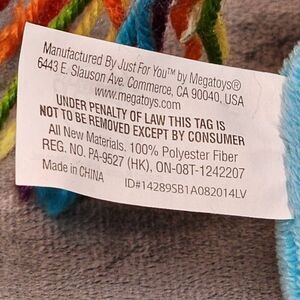 Manufactured By Just For You™ by Megatoys®
6443 E. Slauson Ave. Commerce, CA 90040. USA
www.megatoys.com
UNDER PENALTY OF LAW THIS TAG IS
NOT TO BE REMOVED EXCEPT BY CONSUMER
All New Materials. 100% Polyester Fiber
REG. NO. PA-9527 (HK), ON-08T-1242207
Made in CHINA
ID#14289SB1A082014LV